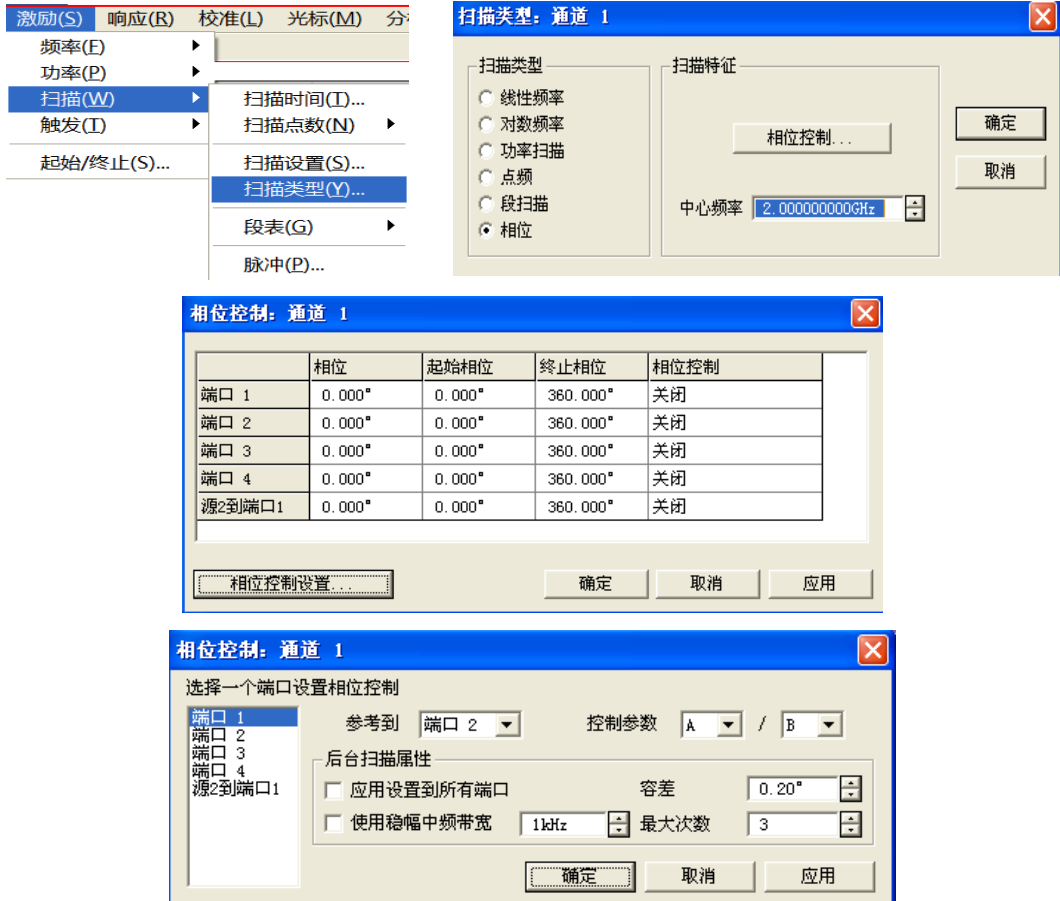 激励(S) 响应(R) 校准(L) 光标(M)
频率(F)
功率(P)
扫描(W)
触发(T)
起始/终止(S)...
扫描时间(T)...
扫描点数(N)
扫描设置(S)...
扫描类型(Y)...
段表(G)
脉冲(P)...
扫描类型: 通道 1
扫描类型
线性频率
对数频率
功率扫描
点频
段扫描
相位
扫描特征
相位控制...
中心频率 2.000000000GHz
确定
取消
相位控制: 通道 1
相位 起始相位 终止相位 相位控制
端口 1 0.000° 0.000° 360.000° 关闭
端口 2 0.000° 0.000° 360.000° 关闭
端口 3 0.000° 0.000° 360.000° 关闭
端口 4 0.000° 0.000° 360.000° 关闭
源2到端口1 0.000° 0.000° 360.000° 关闭
相位控制设置... 确定 取消 应用
相位控制: 通道 1
选择一个端口设置相位控制
端口 1
端口 2
端口 3
端口 4
源2到端口1
参考到 端口 2 控制参数 A / B
后台扫描属性
应用设置到所有端口 容差 0.20°
使用稳幅中频带宽 1kHz 最大次数 3
确定 取消 应用